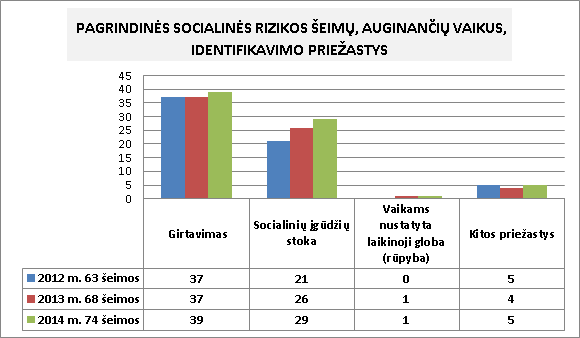 PAGRINDINĖS SOCIALINĖS RIZIKOS ŠEIMŲ, AUGINANČIŲ VAIKUS,
IDENTIFIKAVIMO PRIEŽASTYS
45
40
35
30
25
20
15
10
5
0
Girtavimas
Socialinių įgūdžių
stoka
Vaikams
nustatyta
laikinoji globa
(rūpyba)
Kitos priežastys
2012 m. 63 šeimos 37 21 0 5
2013 m. 68 šeimos 37 26 1 4
2014 m. 74 šeimos 39 29 1 5